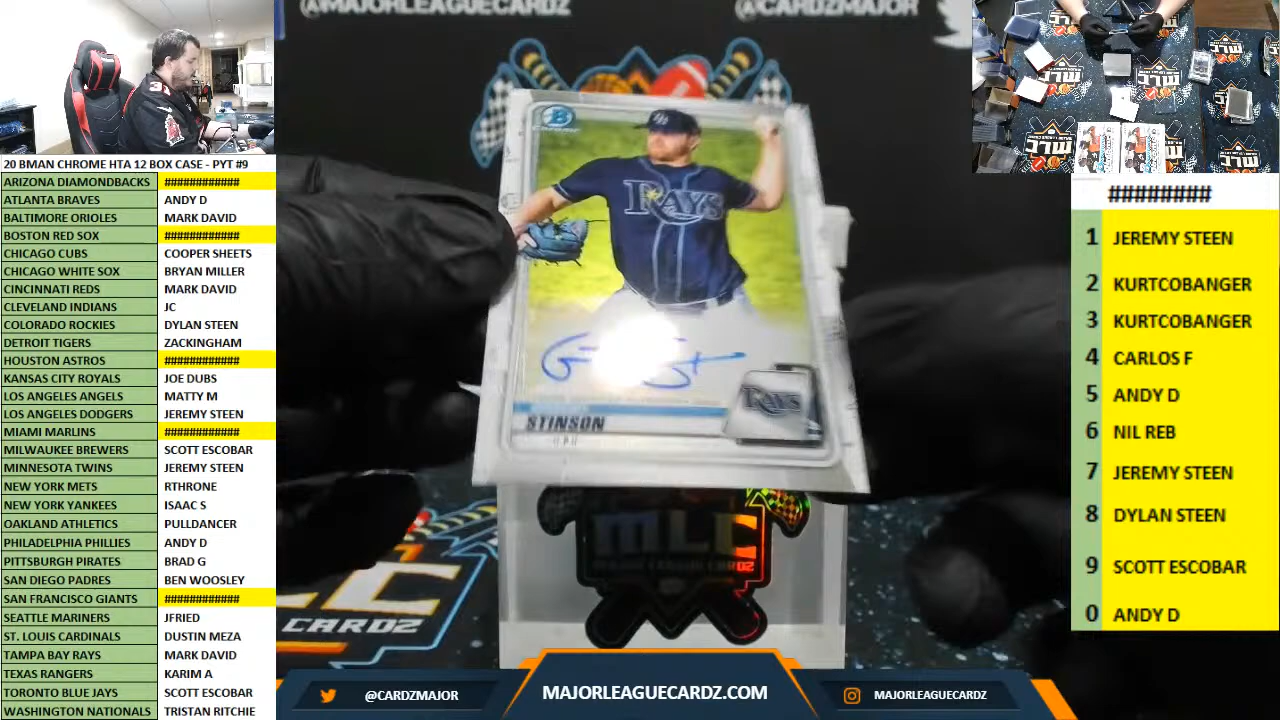 @MAJORLEAGUECARDZ
@CARDZMAJOR
20 BMAN CHROME HTA 12 BOX CASE - PYT #9
ARIZONA DIAMONDBACKS ############
ATLANTA BRAVES ANDY D
BALTIMORE ORIOLES MARK DAVID
BOSTON RED SOX ############
CHICAGO CUBS COOPER SHEETS
CHICAGO WHITE SOX BRYAN MILLER
CINCINNATI REDS MARK DAVID
CLEVELAND INDIANS JC
COLORADO ROCKIES DYLAN STEEN
DETROIT TIGERS ZACKINGHAM
HOUSTON ASTROS ############
KANSAS CITY ROYALS JOE DUBS
LOS ANGELES ANGELS MATTY M
LOS ANGELES DODGERS JEREMY STEEN
MIAMI MARLINS ############
MILWAUKEE BREWERS SCOTT ESCOBAR
MINNESOTA TWINS JEREMY STEEN
NEW YORK METS RTHRONE
NEW YORK YANKEES ISAAC S
OAKLAND ATHLETICS PULLDANCER
PHILADELPHIA PHILLIES ANDY D
PITTSBURGH PIRATES BRAD G
SAN DIEGO PADRES BEN WOOSLEY
SAN FRANCISCO GIANTS ############
SEATTLE MARINERS JFRIED
ST. LOUIS CARDINALS DUSTIN MEZA
TAMPA BAY RAYS MARK DAVID
TEXAS RANGERS KARIM A
TORONTO BLUE JAYS SCOTT ESCOBAR
WASHINGTON NATIONALS TRISTAN RITCHIE
B
Chrome
RAYS
STINSON
RAYS
MLC
MAJOR LEAGUE CARDZ
LC
CARDZ
#########
1 JEREMY STEEN
2 KURTCOBANGER
3 KURTCOBANGER
4 CARLOS F
5 ANDY D
6 NIL REB
7 JEREMY STEEN
8 DYLAN STEEN
9 SCOTT ESCOBAR
0 ANDY D
@CARDZMAJOR
MAJORLEAGUECARDZ.COM
MAJORLEAGUECARDZ